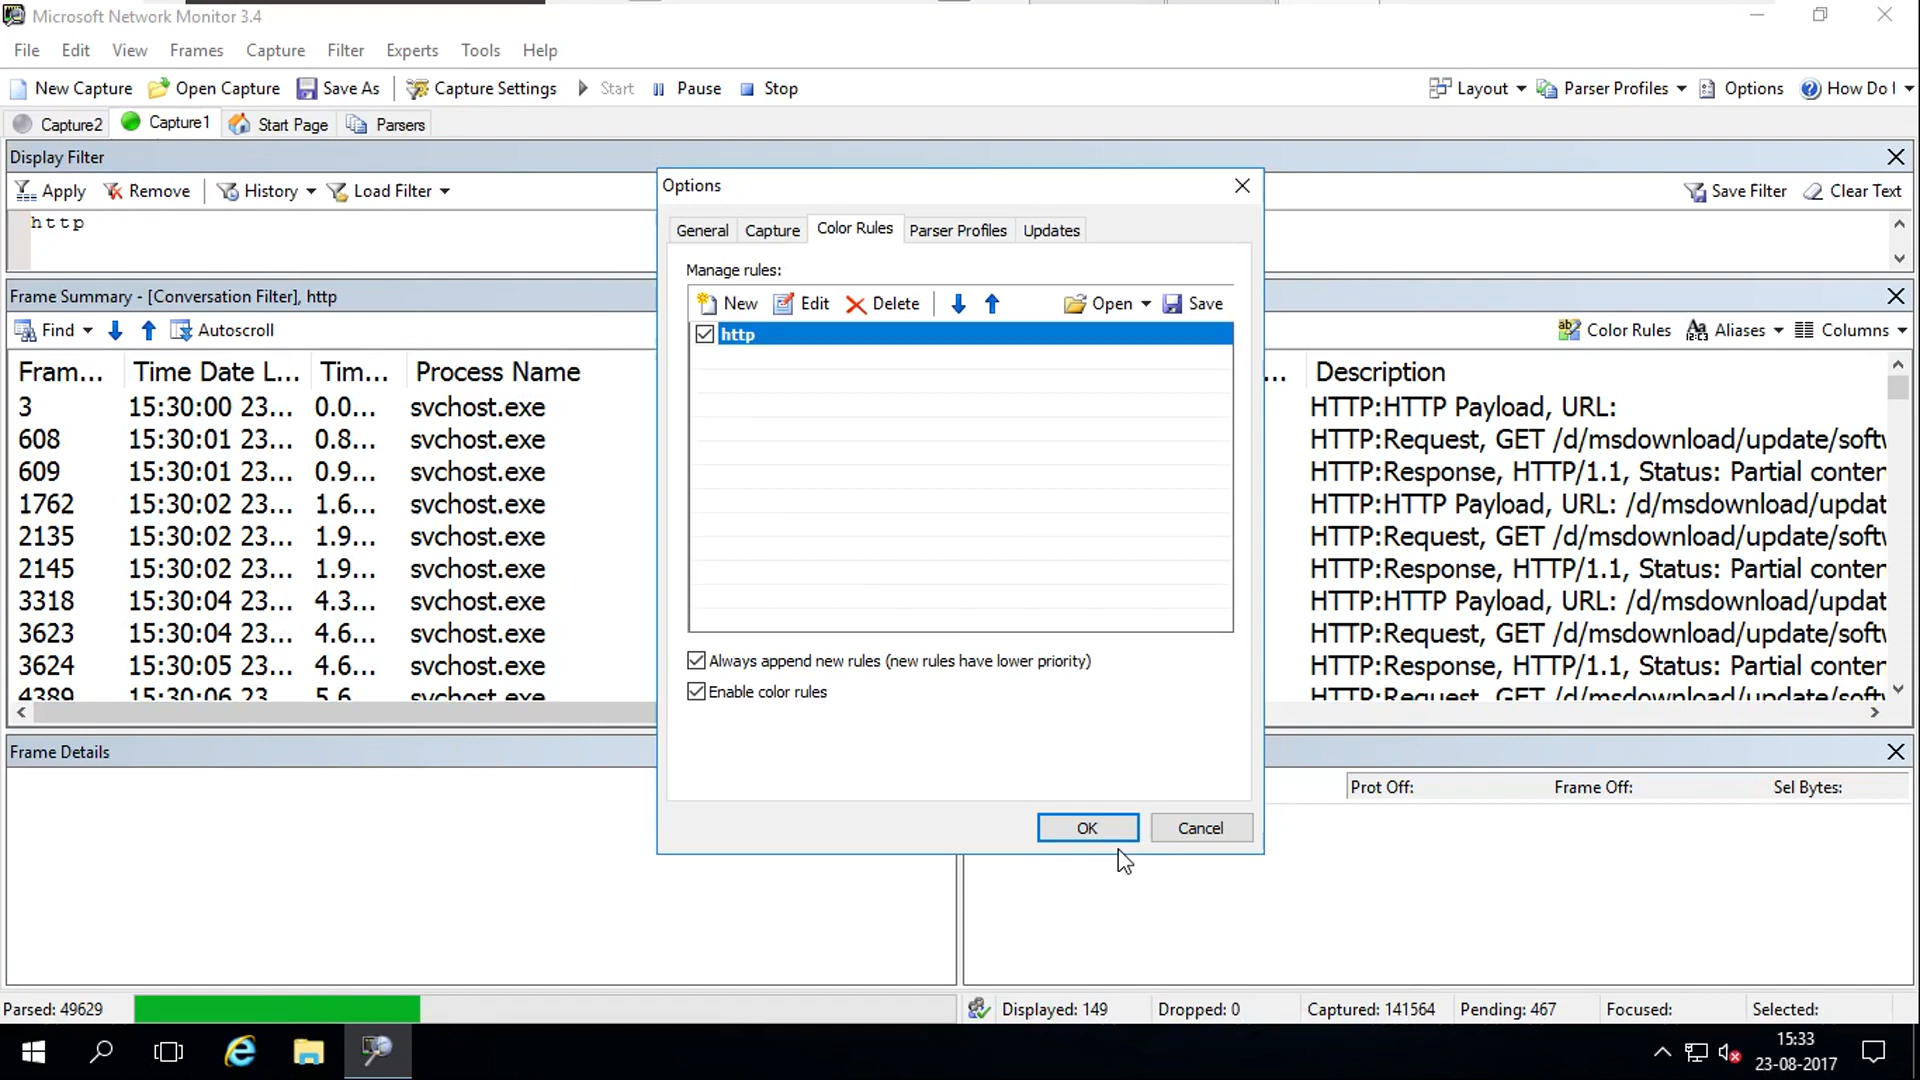 Microsoft Network Monitor 3.4
File Edit View Frames Capture Filter Experts Tools Help
New Capture Open Capture Save As Capture Settings Start Pause Stop Layout Parser Profiles Options How Do I
Capture2 Capture1 Start Page Parsers
Display Filter
Apply Remove History Load Filter Save Filter Clear Text
http
Frame Summary - [Conversation Filter], http
Find Autoscroll Color Rules Aliases Columns
Fram... Time Date L... Tim... Process Name ... Description
3 15:30:00 23... 0.0... svchost.exe HTTP:HTTP Payload, URL:
608 15:30:01 23... 0.8... svchost.exe HTTP:Request, GET /d/msdownload/update/softw
609 15:30:01 23... 0.9... svchost.exe HTTP:Response, HTTP/1.1, Status: Partial conten
1762 15:30:02 23... 1.6... svchost.exe HTTP:HTTP Payload, URL: /d/msdownload/updat
2135 15:30:02 23... 1.9... svchost.exe HTTP:Request, GET /d/msdownload/update/softw
2145 15:30:02 23... 1.9... svchost.exe HTTP:Response, HTTP/1.1, Status: Partial conten
3318 15:30:04 23... 4.3... svchost.exe HTTP:HTTP Payload, URL: /d/msdownload/updat
3623 15:30:04 23... 4.6... svchost.exe HTTP:Request, GET /d/msdownload/update/softw
3624 15:30:05 23... 4.6... svchost.exe HTTP:Response, HTTP/1.1, Status: Partial conten
4389 15:30:06 23... 5.6... svchost.exe HTTP:Request, GET /d/msdownload/update/softw
Options
General Capture Color Rules Parser Profiles Updates
Manage rules:
New Edit Delete Open Save
http
Always append new rules (new rules have lower priority)
Enable color rules
OK Cancel
Frame Details
Prot Off: Frame Off: Sel Bytes:
Parsed: 49629 Displayed: 149 Dropped: 0 Captured: 141564 Pending: 467 Focused: Selected:
15:33
23-08-2017